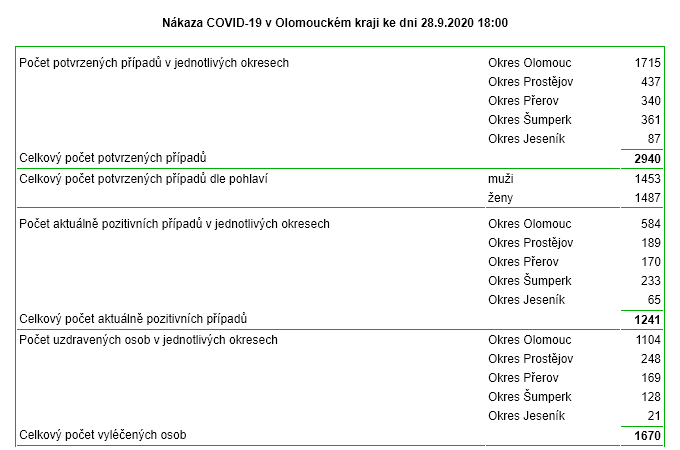 Nákaza COVID-19 v Olomouckém kraji ke dni 28.9.2020 18:00
Počet potvrzených případů v jednotlivých okresech Okres Olomouc 1715
Okres Prostějov 437
Okres Přerov 340
Okres Šumperk 361
Okres Jeseník 87
Celkový počet potvrzených případů 2940
Celkový počet potvrzených případů dle pohlaví muži 1453
ženy 1487
Počet aktuálně pozitivních případů v jednotlivých okresech Okres Olomouc 584
Okres Prostějov 189
Okres Přerov 170
Okres Šumperk 233
Okres Jeseník 65
Celkový počet aktuálně pozitivních případů 1241
Počet uzdravených osob v jednotlivých okresech Okres Olomouc 1104
Okres Prostějov 248
Okres Přerov 169
Okres Šumperk 128
Okres Jeseník 21
Celkový počet vyléčených osob 1670